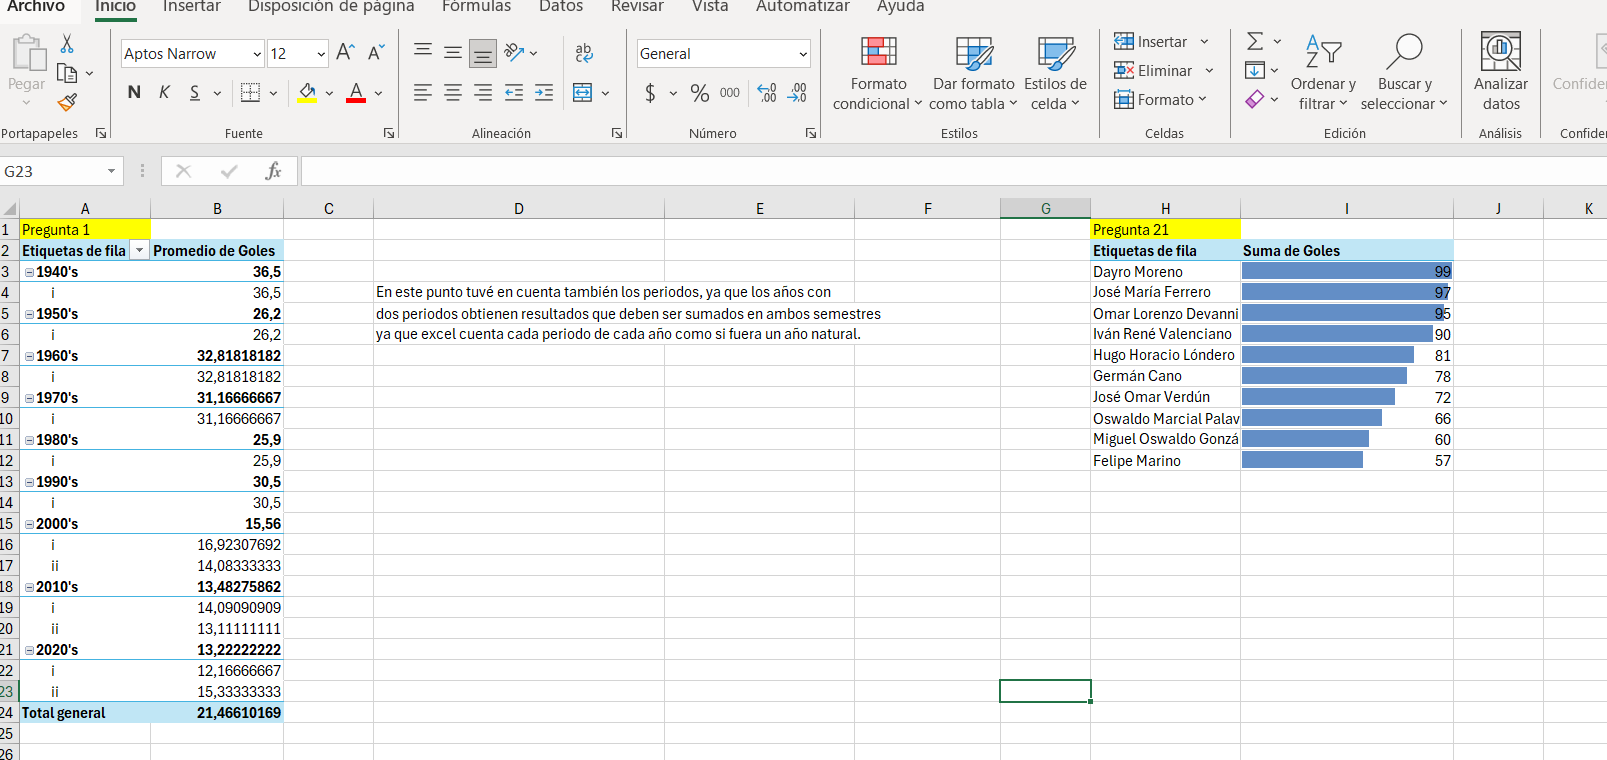 Archivo Inicio Insertar Disposición de página Fórmulas Datos Revisar Vista Automatizar Ayuda
Pegar
Aptos Narrow 12
N K S
General
$ % 000
Formato condicional
Dar formato como tabla
Estilos de celda
Insertar
Eliminar
Formato
Ordenar y filtrar
Buscar y seleccionar
Analizar datos
Portapapeles Fuente Alineación Número Estilos Celdas Edición Análisis
G23 fx
A B C D E F G H I J K
1 Pregunta 1 Pregunta 21
2 Etiquetas de fila Promedio de Goles Etiquetas de fila Suma de Goles
3 1940's 36,5 Dayro Moreno 99
4 i 36,5 En este punto tuvé en cuenta también los periodos, ya que los años con José María Ferrero 97
5 1950's 26,2 dos periodos obtienen resultados que deben ser sumados en ambos semestres Omar Lorenzo Devanni 95
6 i 26,2 ya que excel cuenta cada periodo de cada año como si fuera un año natural. Iván René Valenciano 90
7 1960's 32,81818182 Hugo Horacio Lóndero 81
8 i 32,81818182 Germán Cano 78
9 1970's 31,16666667 José Omar Verdún 72
10 i 31,16666667 Oswaldo Marcial Palav 66
11 1980's 25,9 Miguel Oswaldo Gonzá 60
12 i 25,9 Felipe Marino 57
13 1990's 30,5
14 i 30,5
15 2000's 15,56
16 i 16,92307692
17 ii 14,08333333
18 2010's 13,48275862
19 i 14,09090909
20 ii 13,11111111
21 2020's 13,22222222
22 i 12,16666667
23 ii 15,33333333
24 Total general 21,46610169
25
26